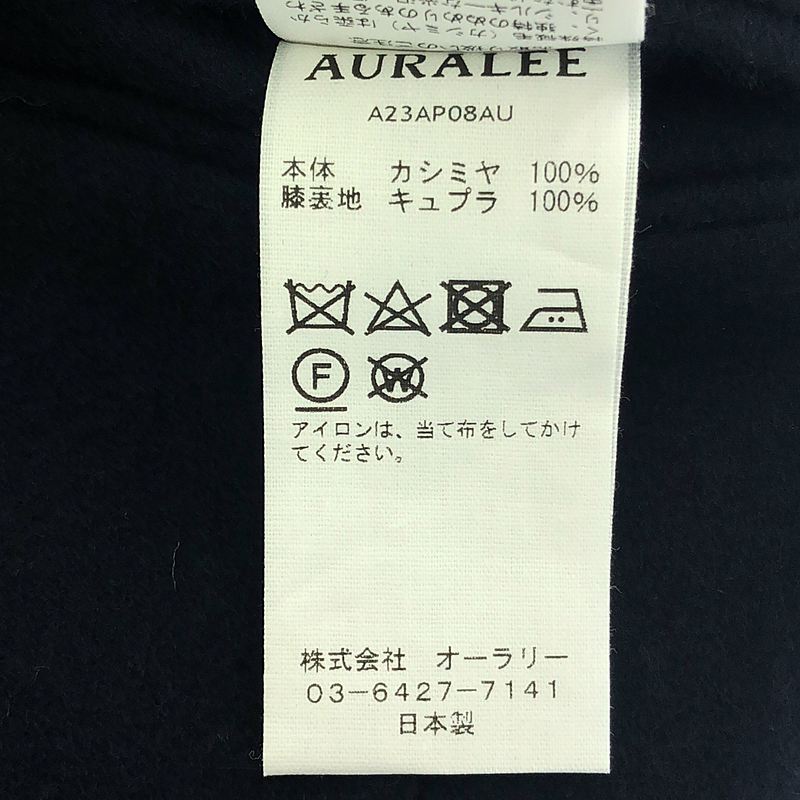 AURALEE
A23AP08AU
本体 カシミヤ 100%
膝裏地 キュプラ 100%
F
W
アイロンは、当て布をしてかけ
てください。
株式会社 オーラリー
03-6427-7141
日本製